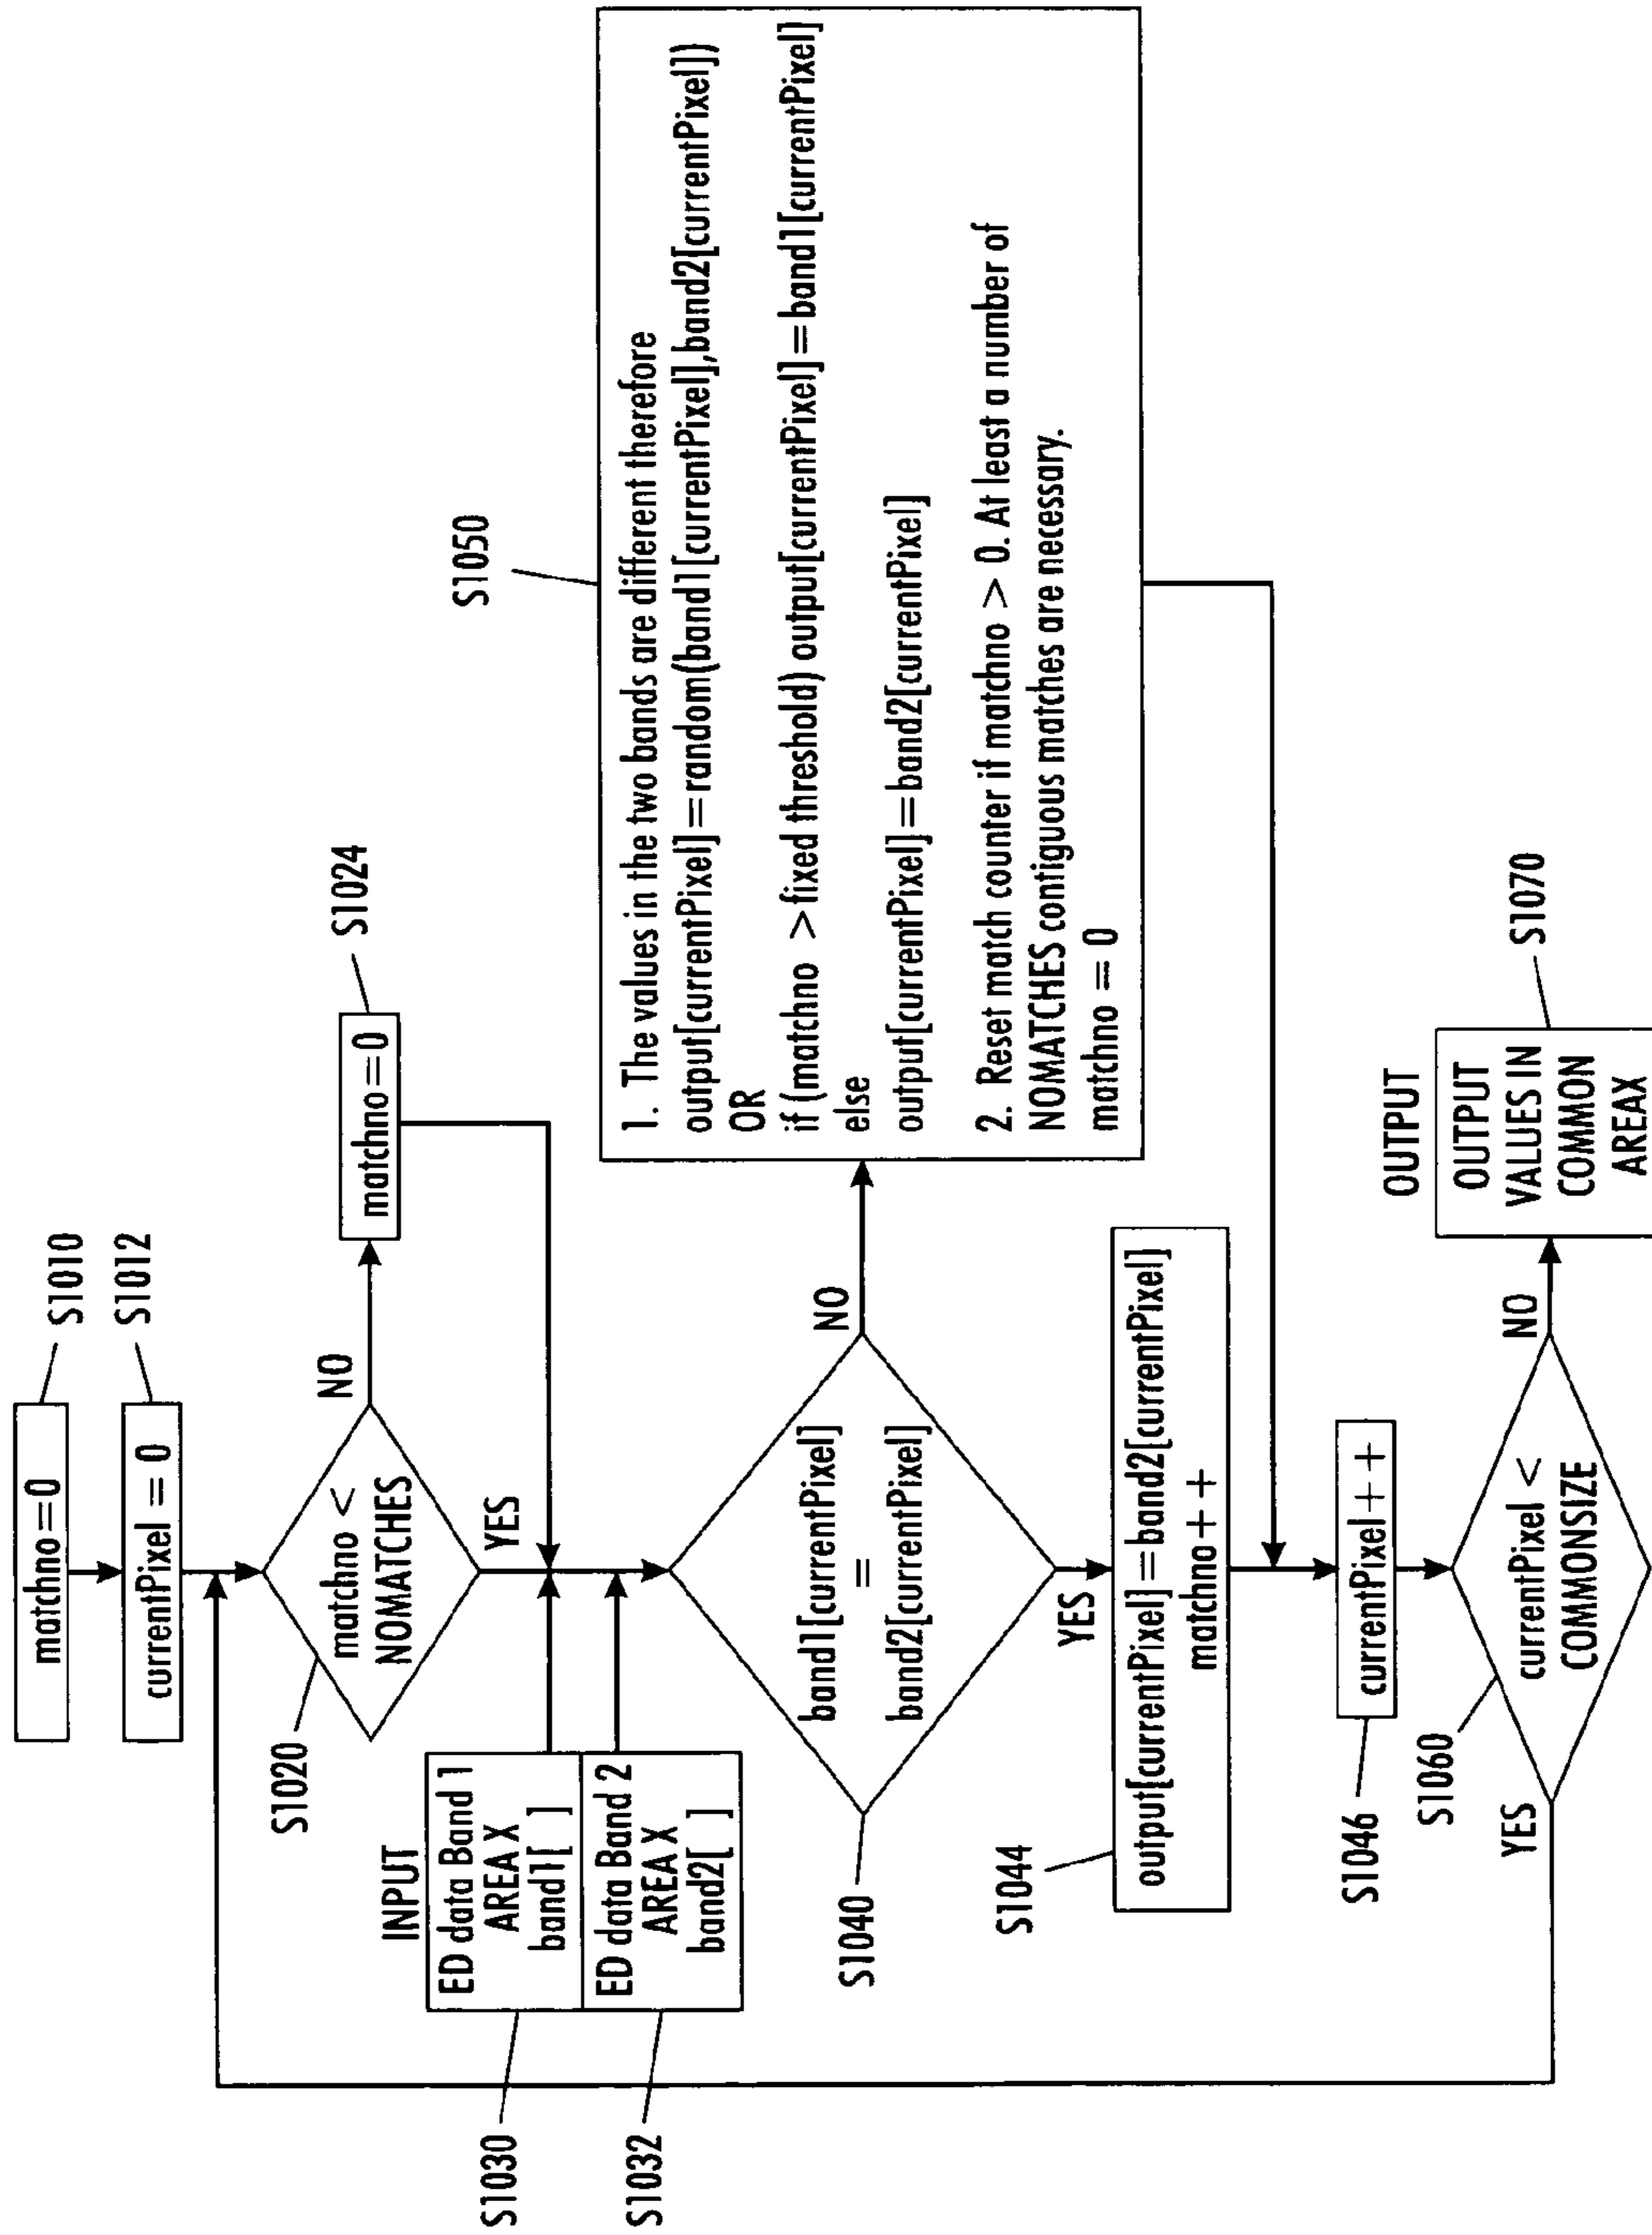 matchno=0
S1010
currentPixel = 0
S1012
S1020
matchno <
NOMATCHES
NO
YES
matchno=0
S1024
INPUT
ED data Band 1
AREA X
band1[ ]
ED data Band 2
AREA X
band2[ ]
S1030
S1032
S1040
band1[currentPixel]
=
band2[currentPixel]
NO
YES
S1050
1. The values in the two bands are different therefore
output[currentPixel]=random(band1[currentPixel],band2[currentPixel])
OR
if (matchno >fixed threshold) output[currentPixel]=band1[currentPixel]
else
output[currentPixel]=band2[currentPixel]
2. Reset match counter if matchno > 0. At least a number of
NOMATCHES contiguous matches are necessary.
matchno = 0
S1044
output[currentPixel]=band2[currentPixel]
matchno ++
S1046
currentPixel++
S1060
currentPixel <
COMMONSIZE
YES
NO
OUTPUT
OUTPUT
VALUES IN
COMMON
AREAX
S1070